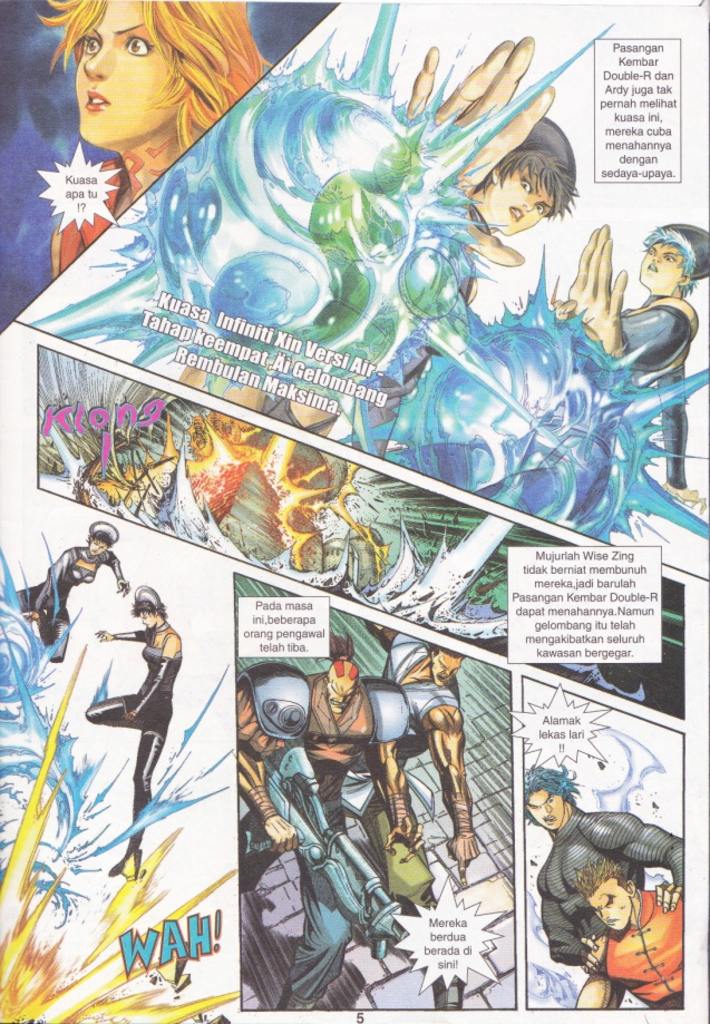 Kuasa
apa tu
!?
Pasangan
Kembar
Double-R dan
Ardy juga tak
pernah melihat
kuasa ini,
mereka cuba
menahannya
dengan
sedaya-upaya.
Kuasa Infiniti Xin Versi Air -
Tahap Keempat,Ai Gelombang
Rembulan Maksima.
Klong
!
Mujurlah Wise Zing
tidak berniat membunuh
mereka,jadi barulah
Pasangan Kembar Double-R
dapat menahannya.Namun
gelombang itu telah
mengakibatkan seluruh
kawasan bergegar.
Pada masa
ini,beberapa
orang pengawal
telah tiba.
Alamak
lekas lari
!!
WAH!
Mereka
berdua
berada di
sini!
5